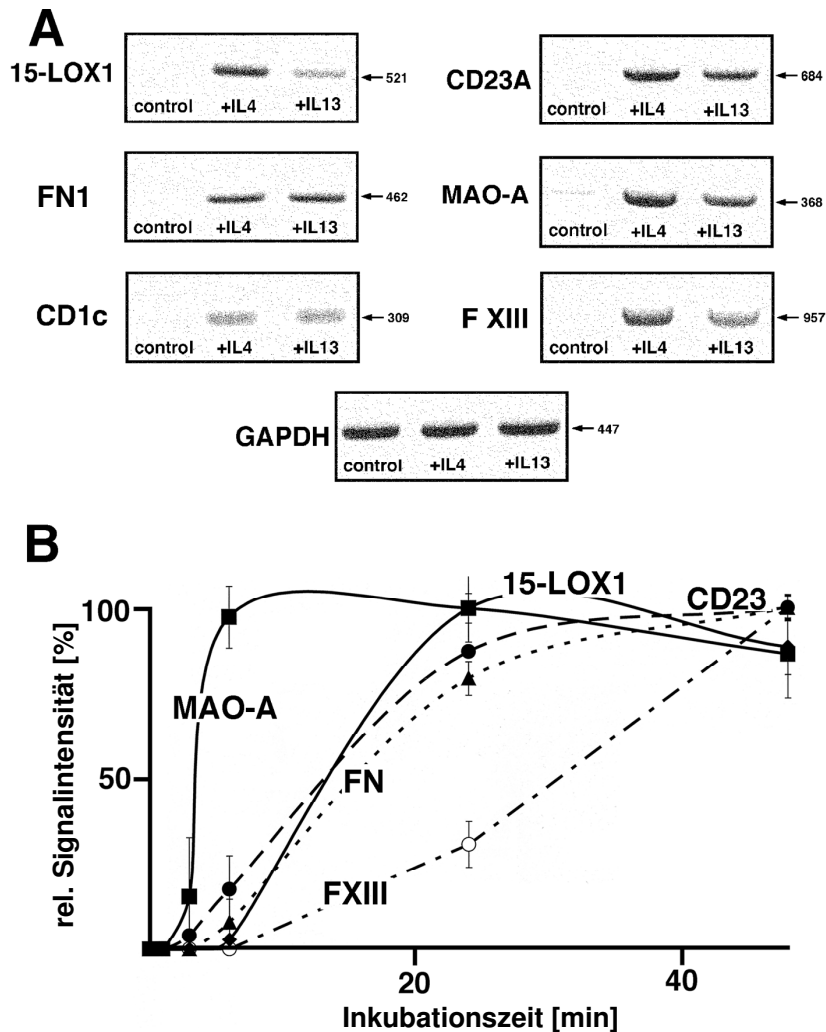 A
15-LOX1
control +IL4 +IL13
521
CD23A
control +IL4 +IL13
684
FN1
control +IL4 +IL13
462
MAO-A
control +IL4 +IL13
368
CD1c
control +IL4 +IL13
309
F XIII
control +IL4 +IL13
957
GAPDH
control +IL4 +IL13
447
B
rel. Signalintensität [%]
100
50
MAO-A
15-LOX1
CD23
FN
FXIII
20
40
Inkubationszeit [min]